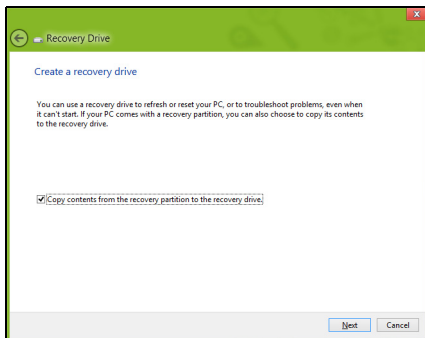 Recovery Drive
Create a recovery drive
You can use a recovery drive to refresh or reset your PC, or to troubleshoot problems, even when
it can't start. If your PC comes with a recovery partition, you can also choose to copy its contents
to the recovery drive.
Copy contents from the recovery partition to the recovery drive.
Next Cancel